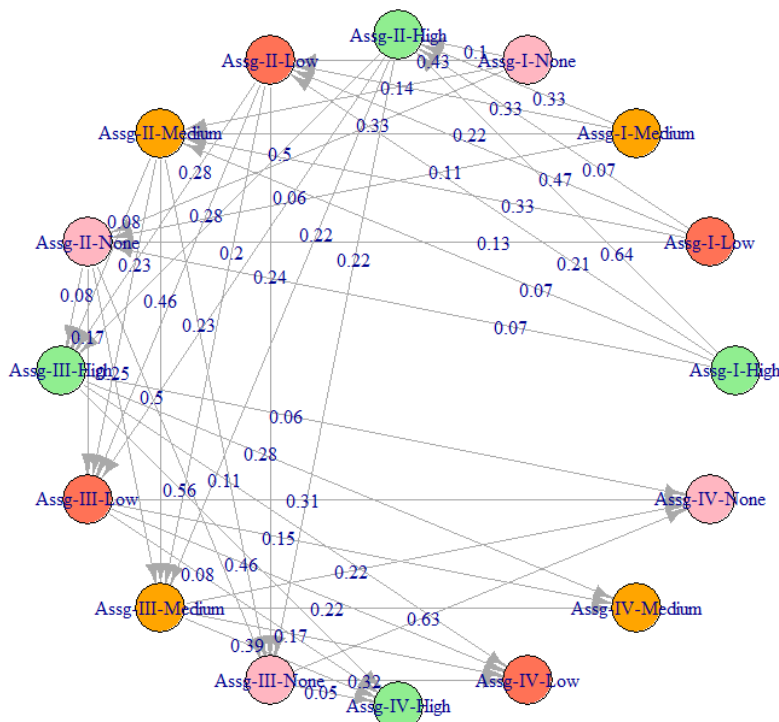 Assg-II-High
0.1
Assg-I-None
Assg-II-Low
0.43
0.14
0.33
0.33
Assg-II-Medium
0.33
0.22
Assg-I-Medium
0.5
0.11
0.28
0.47
0.07
0.28
0.06
0.33
0.08
0.22
Assg-II-None
0.13
Assg-I-Low
0.2
0.22
0.64
0.23
0.21
0.24
0.08
0.46
0.07
0.23
0.07
0.17
Assg-III-High
0.25
Assg-I-High
0.5
0.06
0.28
0.11
0.56
0.31
Assg-III-Low
Assg-IV-None
0.15
0.46
0.08
0.22
Assg-III-Medium
0.22
Assg-IV-Medium
0.63
0.17
0.39
Assg-III-None
0.32
Assg-IV-Low
0.05
Assg-IV-High